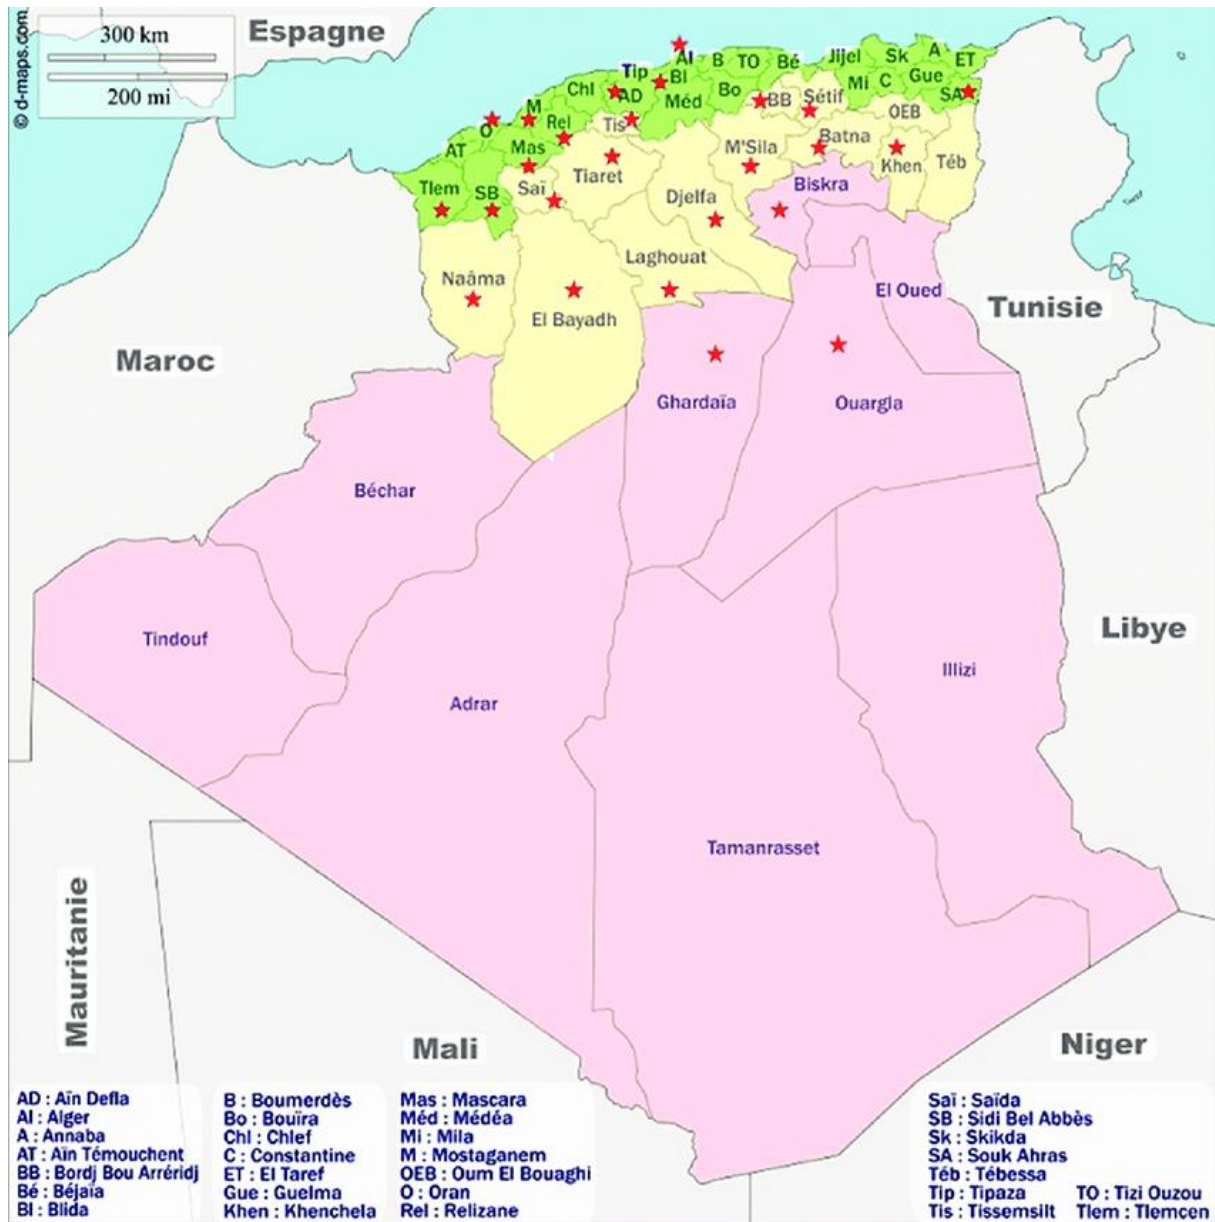 © d-maps.com
300 km
200 mi
Espagne
Al
B
TO
Bé
Jijel
Sk
A
ET
Tip
Bl
Mi
C
Gue
Chl
AD
Méd
Bo
BB
Sétif
SA
M
O
Rel
Tis
OEB
AT
Mas
M'Sila
Batna
Khen
Téb
Tlem
SB
Saï
Tiaret
Djelfa
Biskra
Naâma
Laghouat
El Oued
El Bayadh
Tunisie
Maroc
Ghardaïa
Ouargla
Béchar
Tindouf
Libye
Illizi
Adrar
Tamanrasset
Mauritanie
Mali
Niger
AD : Aïn Defla
Al : Alger
A : Annaba
AT : Aïn Témouchent
BB : Bordj Bou Arréridj
Bé : Béjaïa
Bl : Blida
B : Boumerdès
Bo : Bouïra
Chl : Chlef
C : Constantine
ET : El Taref
Gue : Guelma
Khen : Khenchela
Mas : Mascara
Méd : Médéa
Mi : Mila
M : Mostaganem
OEB : Oum El Bouaghi
O : Oran
Rel : Relizane
Saï : Saïda
SB : Sidi Bel Abbès
Sk : Skikda
SA : Souk Ahras
Téb : Tébessa
Tip : Tipaza
Tis : Tissemsilt
TO : Tizi Ouzou
Tlem : Tlemcen